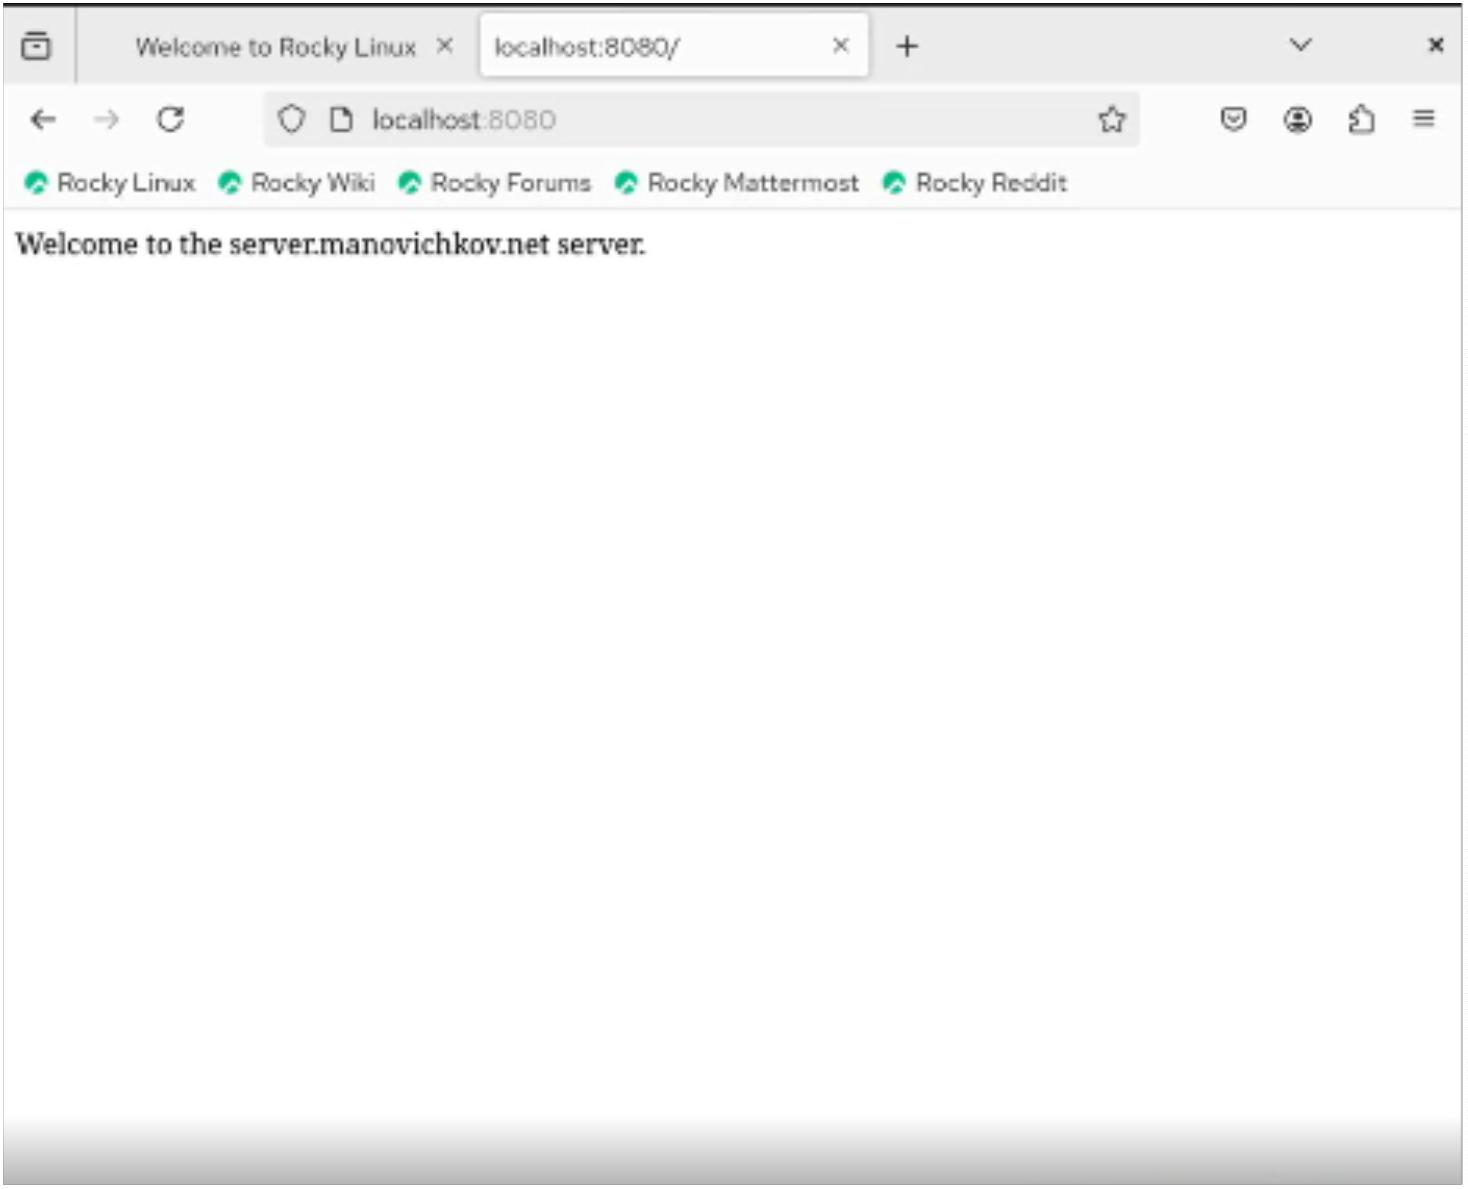 Welcome to Rocky Linux localhost:8080/
localhost:8080
Rocky Linux Rocky Wiki Rocky Forums Rocky Mattermost Rocky Reddit
Welcome to the server.manovichkov.net server.